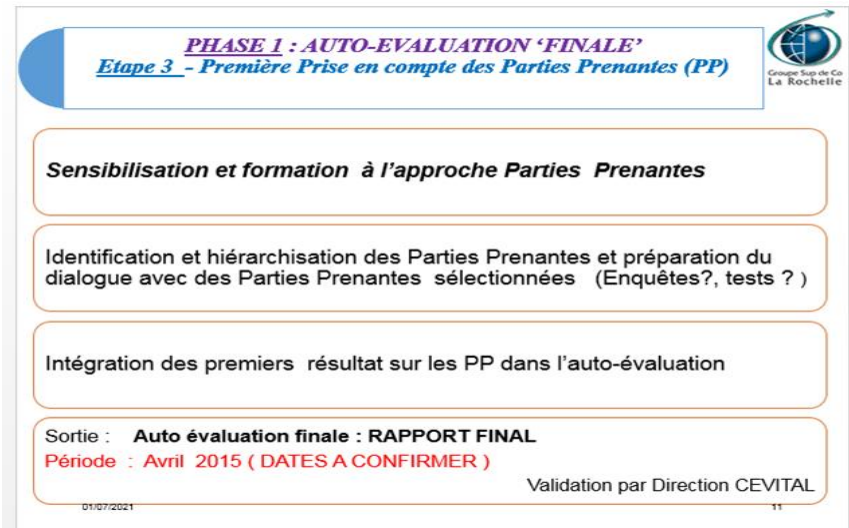 PHASE 1 : AUTO-EVALUATION ‘FINALE’
Etape 3 - Première Prise en compte des Parties Prenantes (PP)
Groupe Sup de Co
La Rochelle
Sensibilisation et formation à l’approche Parties Prenantes
Identification et hiérarchisation des Parties Prenantes et préparation du
dialogue avec des Parties Prenantes sélectionnées (Enquêtes?, tests ? )
Intégration des premiers résultat sur les PP dans l’auto-évaluation
Sortie : Auto évaluation finale : RAPPORT FINAL
Période : Avril 2015 ( DATES A CONFIRMER )
Validation par Direction CEVITAL
01/07/2021
11